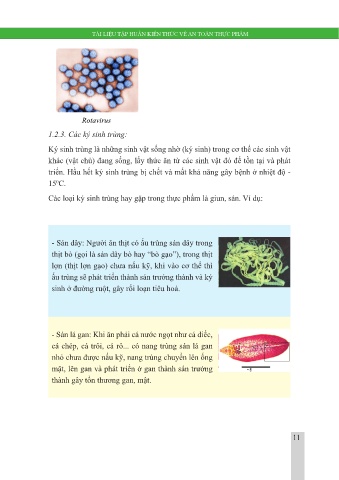 TÀI LIỆU TẬP HUẤN KIẾN THỨC VỀ AN TOÀN THỰC PHẨM
Rotavirus
1.2.3. Các ký sinh trùng:
Ký sinh trùng là những sinh vật sống nhờ (ký sinh) trong cơ thể các sinh vật
khác (vật chủ) đang sống, lấy thức ăn từ các sinh vật đó để tồn tại và phát
triển. Hầu hết ký sinh trùng bị chết và mất khả năng gây bệnh ở nhiệt độ -
15°C.
Các loại ký sinh trùng hay gặp trong thực phẩm là giun, sán. Ví dụ:
- Sán dây: Người ăn thịt có ấu trùng sán dây trong
thịt bò (gọi là sán dây bò hay “bò gạo”), trong thịt
lợn (thịt lợn gạo) chưa nấu kỹ, khi vào cơ thể thì
ấu trùng sẽ phát triển thành sán trưởng thành và ký
sinh ở đường ruột, gây rối loạn tiêu hoá.
- Sán lá gan: Khi ăn phải cá nước ngọt như cá diếc,
cá chép, cá trôi, cá rô... có nang trùng sán lá gan
nhỏ chưa được nấu kỹ, nang trùng chuyển lên ống
mật, lên gan và phát triển ở gan thành sán trưởng
thành gây tổn thương gan, mật.
11